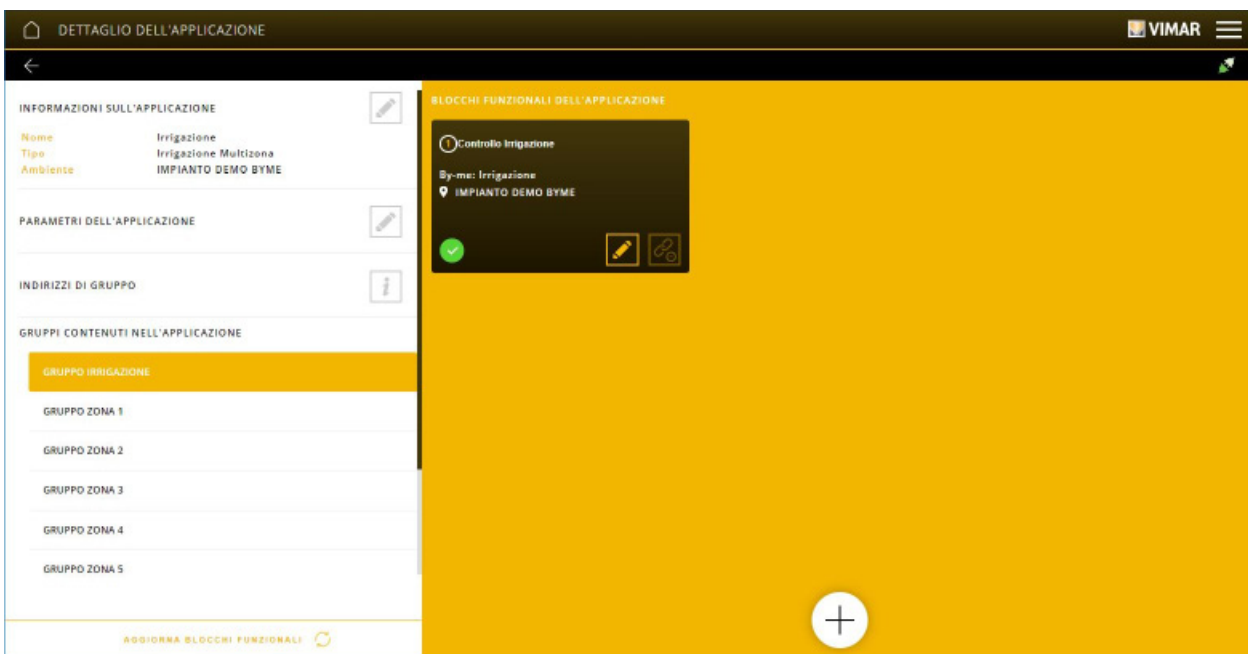 DETTAGLIO DELL'APPLICAZIONE
VIMAR
INFORMAZIONI SULL'APPLICAZIONE
Nome Irrigazione
Tipo Irrigazione Multizona
Ambiente IMPIANTO DEMO BYME
PARAMETRI DELL'APPLICAZIONE
INDIRIZZI DI GRUPPO
GRUPPI CONTENUTI NELL'APPLICAZIONE
GRUPPO IRRIGAZIONE
GRUPPO ZONA 1
GRUPPO ZONA 2
GRUPPO ZONA 3
GRUPPO ZONA 4
GRUPPO ZONA 5
AGGIORNA BLOCCHI FUNZIONALI
BLOCCHI FUNZIONALI DELL'APPLICAZIONE
1 Controllo Irrigazione
By-me: Irrigazione
IMPIANTO DEMO BYME